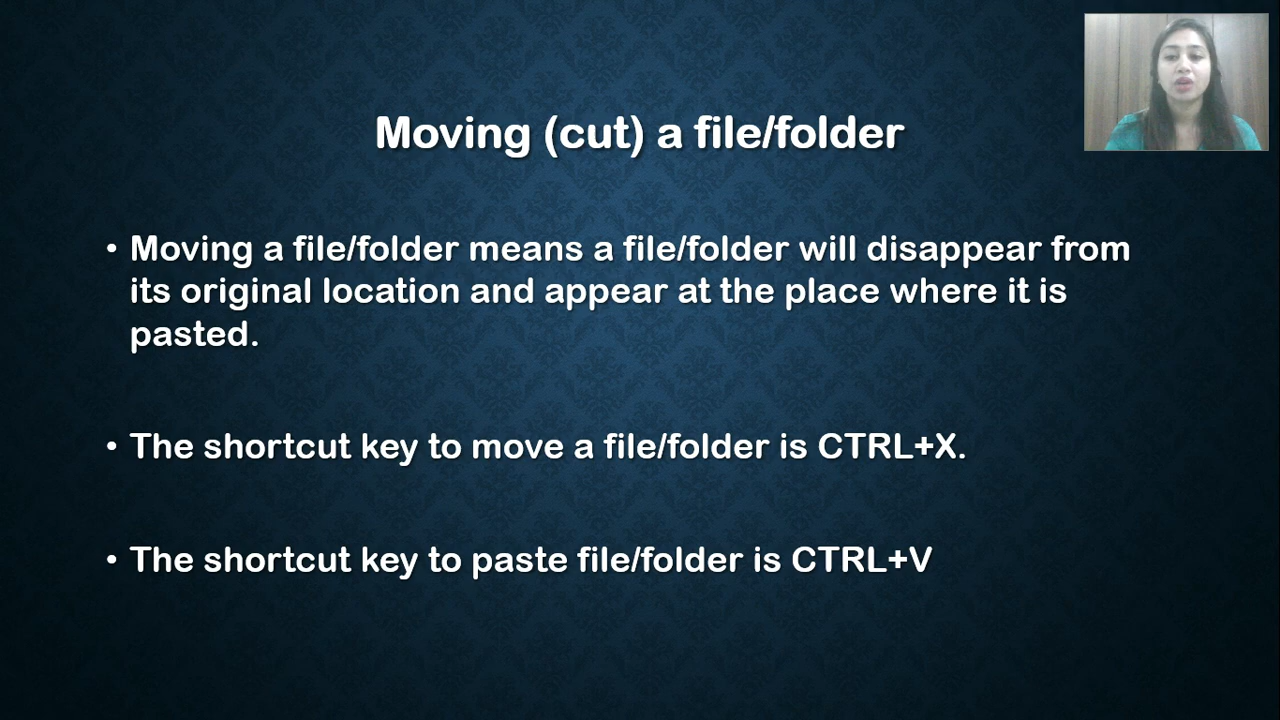 Moving (cut) a file/folder
• Moving a file/folder means a file/folder will disappear from
its original location and appear at the place where it is
pasted.
• The shortcut key to move a file/folder is CTRL+X.
• The shortcut key to paste file/folder is CTRL+V